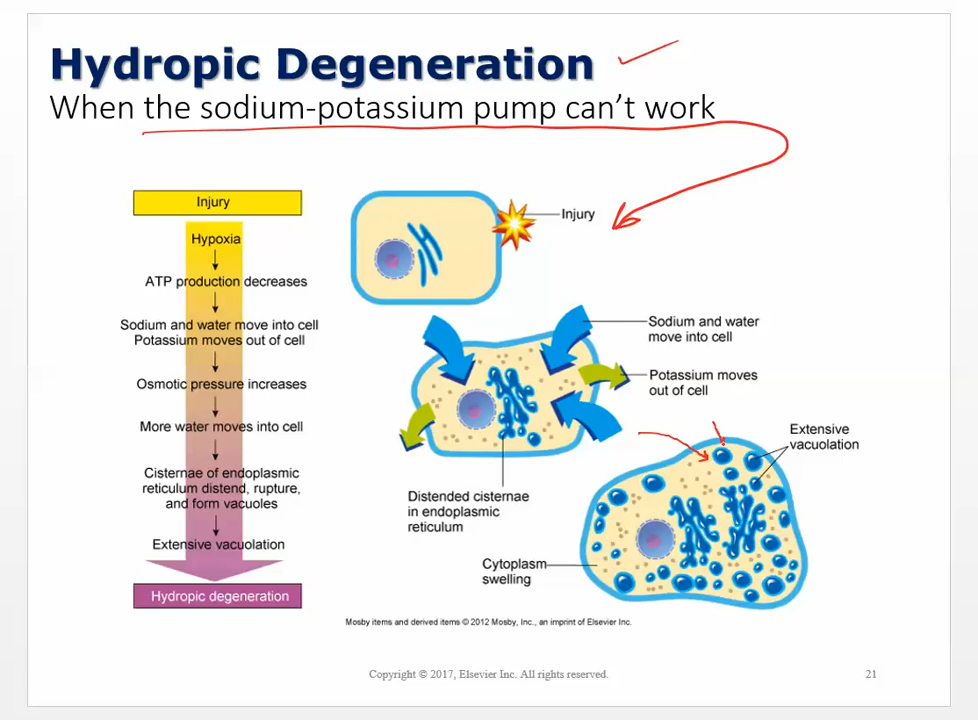 Hydropic Degeneration
When the sodium-potassium pump can't work
Injury
Hypoxia
ATP production decreases
Sodium and water move into cell
Potassium moves out of cell
Osmotic pressure increases
More water moves into cell
Cisternae of endoplasmic
reticulum distend, rupture,
and form vacuoles
Extensive vacuolation
Hydropic degeneration
Injury
Sodium and water
move into cell
Potassium moves
out of cell
Distended cisternae
in endoplasmic
reticulum
Extensive
vacuolation
Cytoplasm
swelling
Mosby items and derived items © 2012 Mosby, Inc., an imprint of Elsevier Inc.
Copyright © 2017, Elsevier Inc. All rights reserved.
21